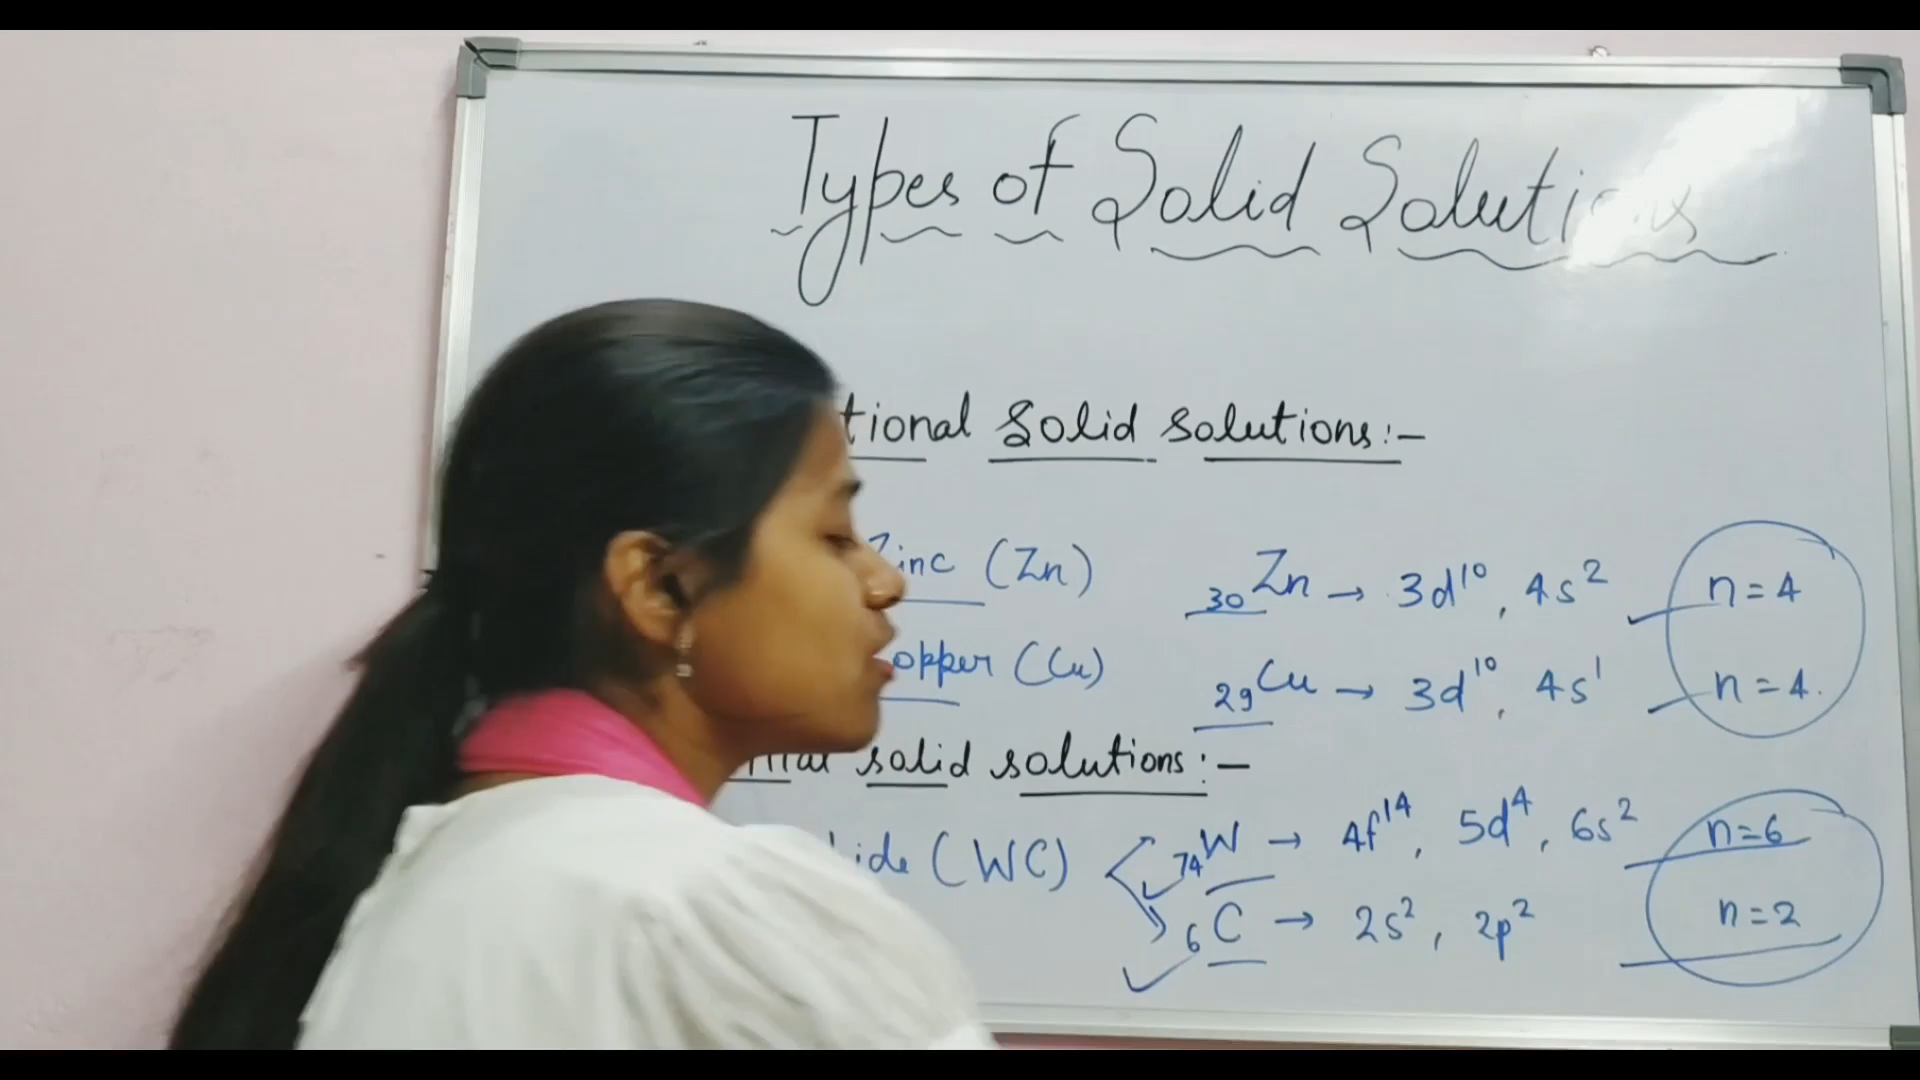 Types of Solid Solutions
tional Solid Solutions:-
Zinc (Zn) 30Zn → 3d¹⁰, 4s² n=4
opper (Cu) 29Cu → 3d¹⁰, 4s¹ n=4.
solid solutions:-
ide (WC) 74W → 4f¹⁴, 5d⁴, 6s² n=6
6C → 2s², 2p² n=2